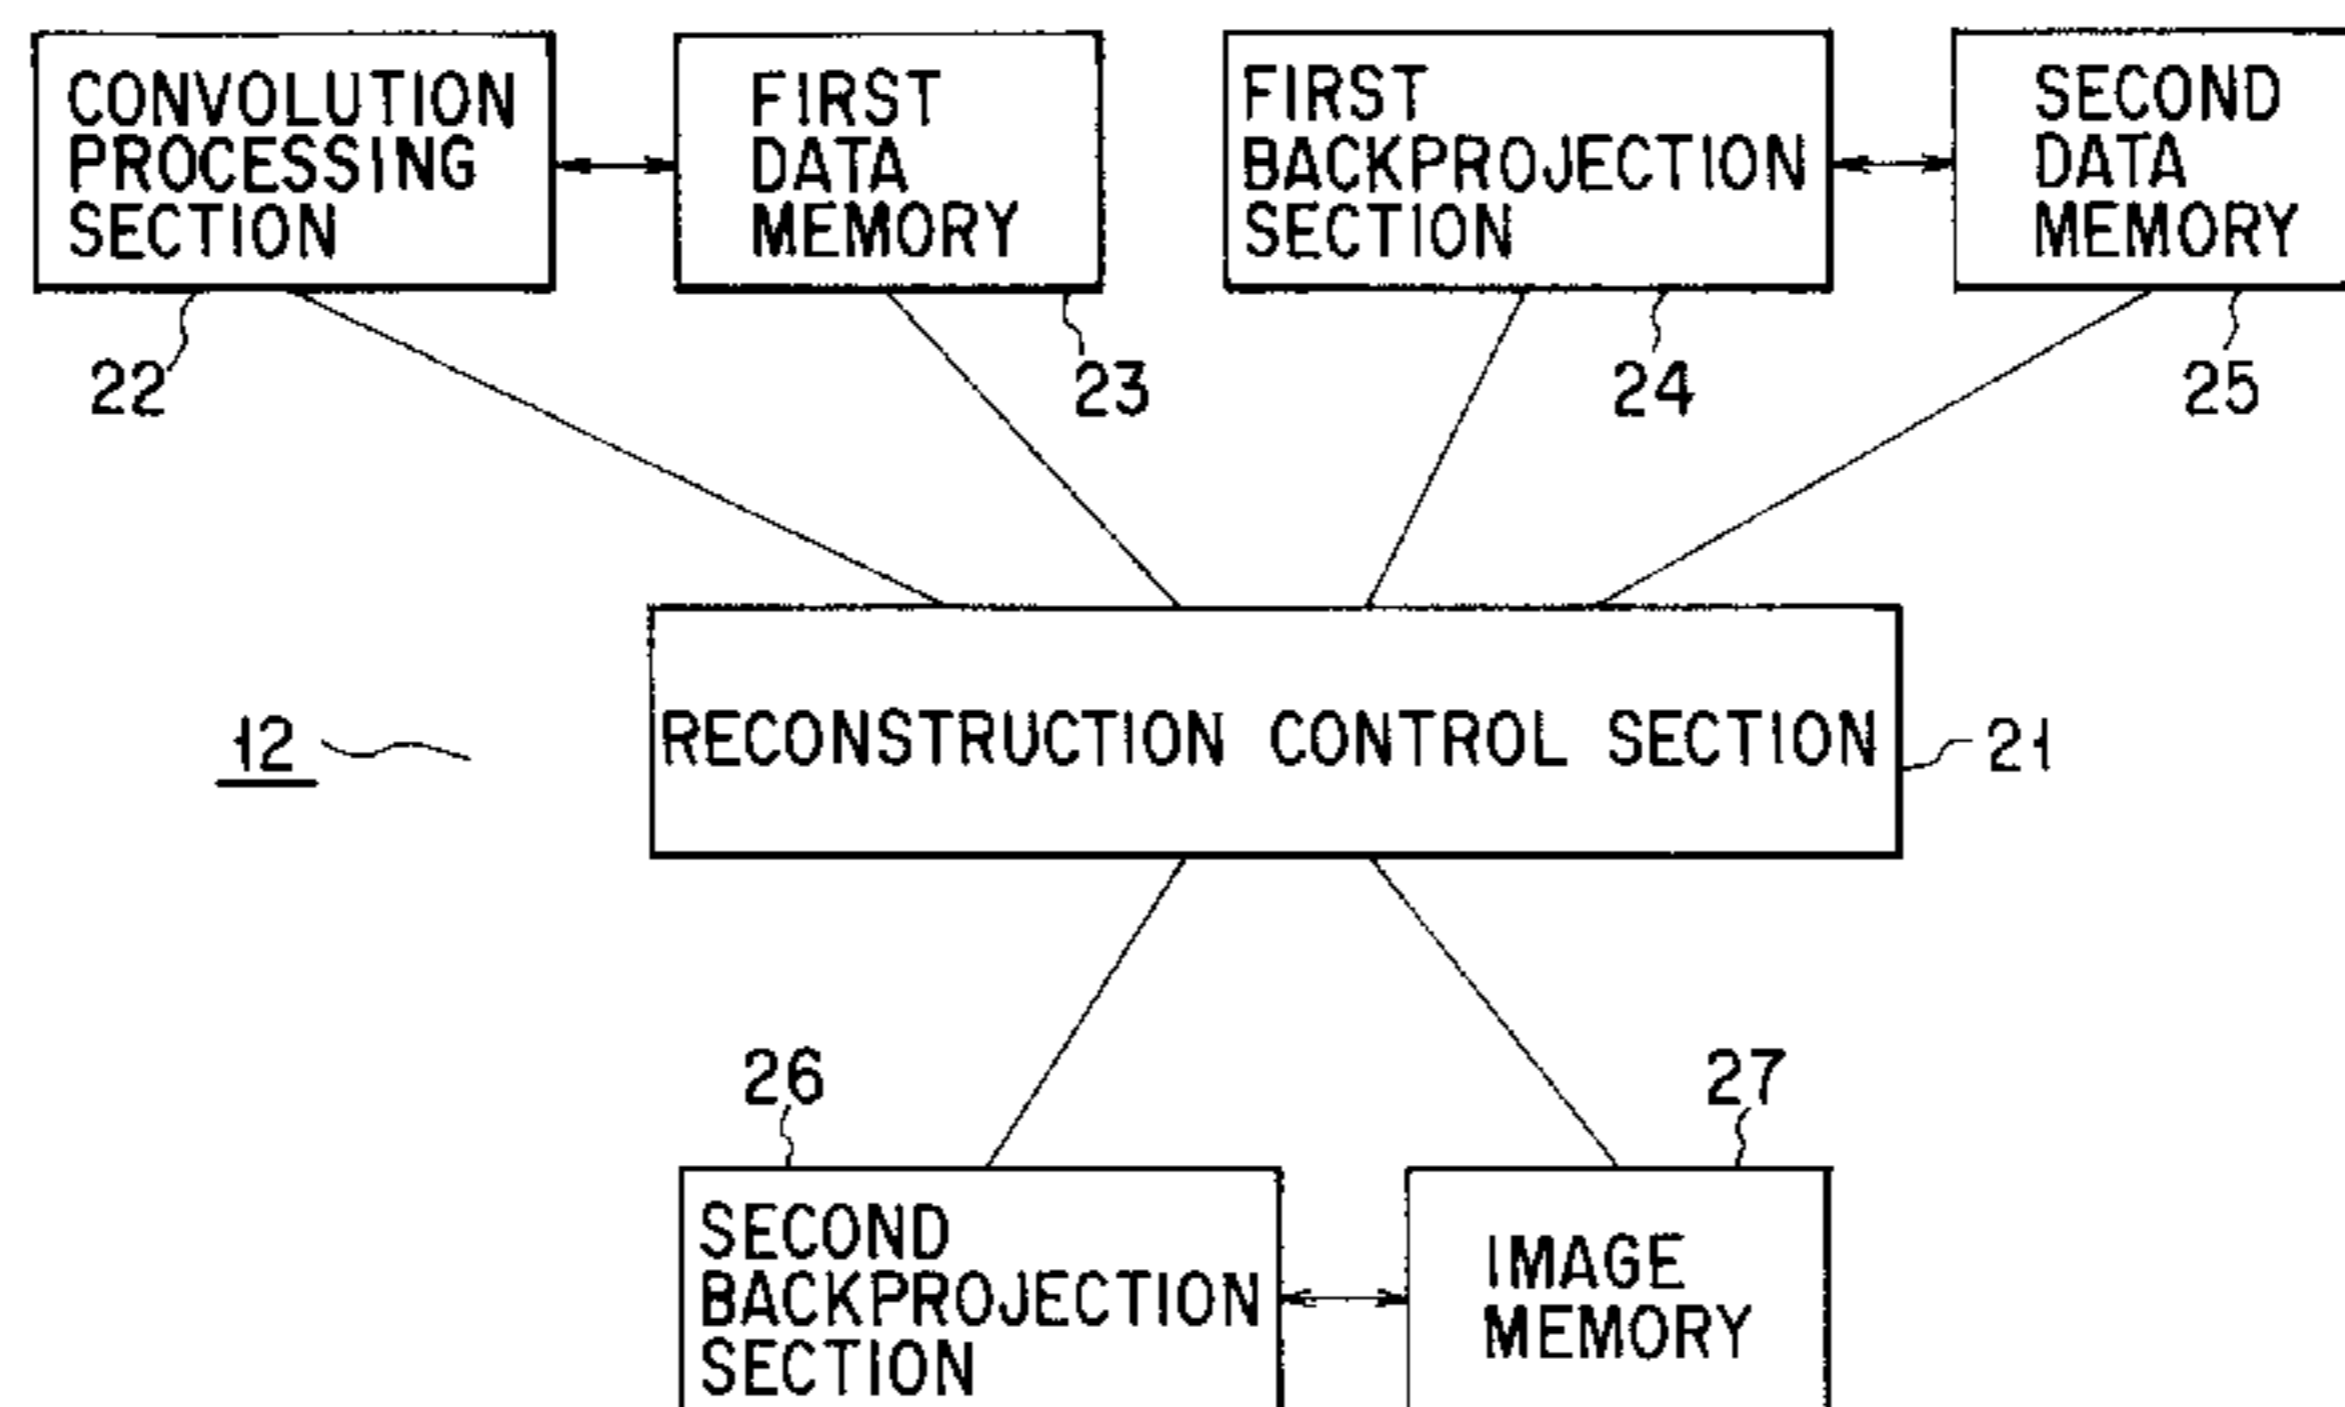 CONVOLUTION
PROCESSING
SECTION
FIRST
DATA
MEMORY
FIRST
BACKPROJECTION
SECTION
SECOND
DATA
MEMORY
22
23
24
25
12
RECONSTRUCTION CONTROL SECTION
21
26
27
SECOND
BACKPROJECTION
SECTION
IMAGE
MEMORY